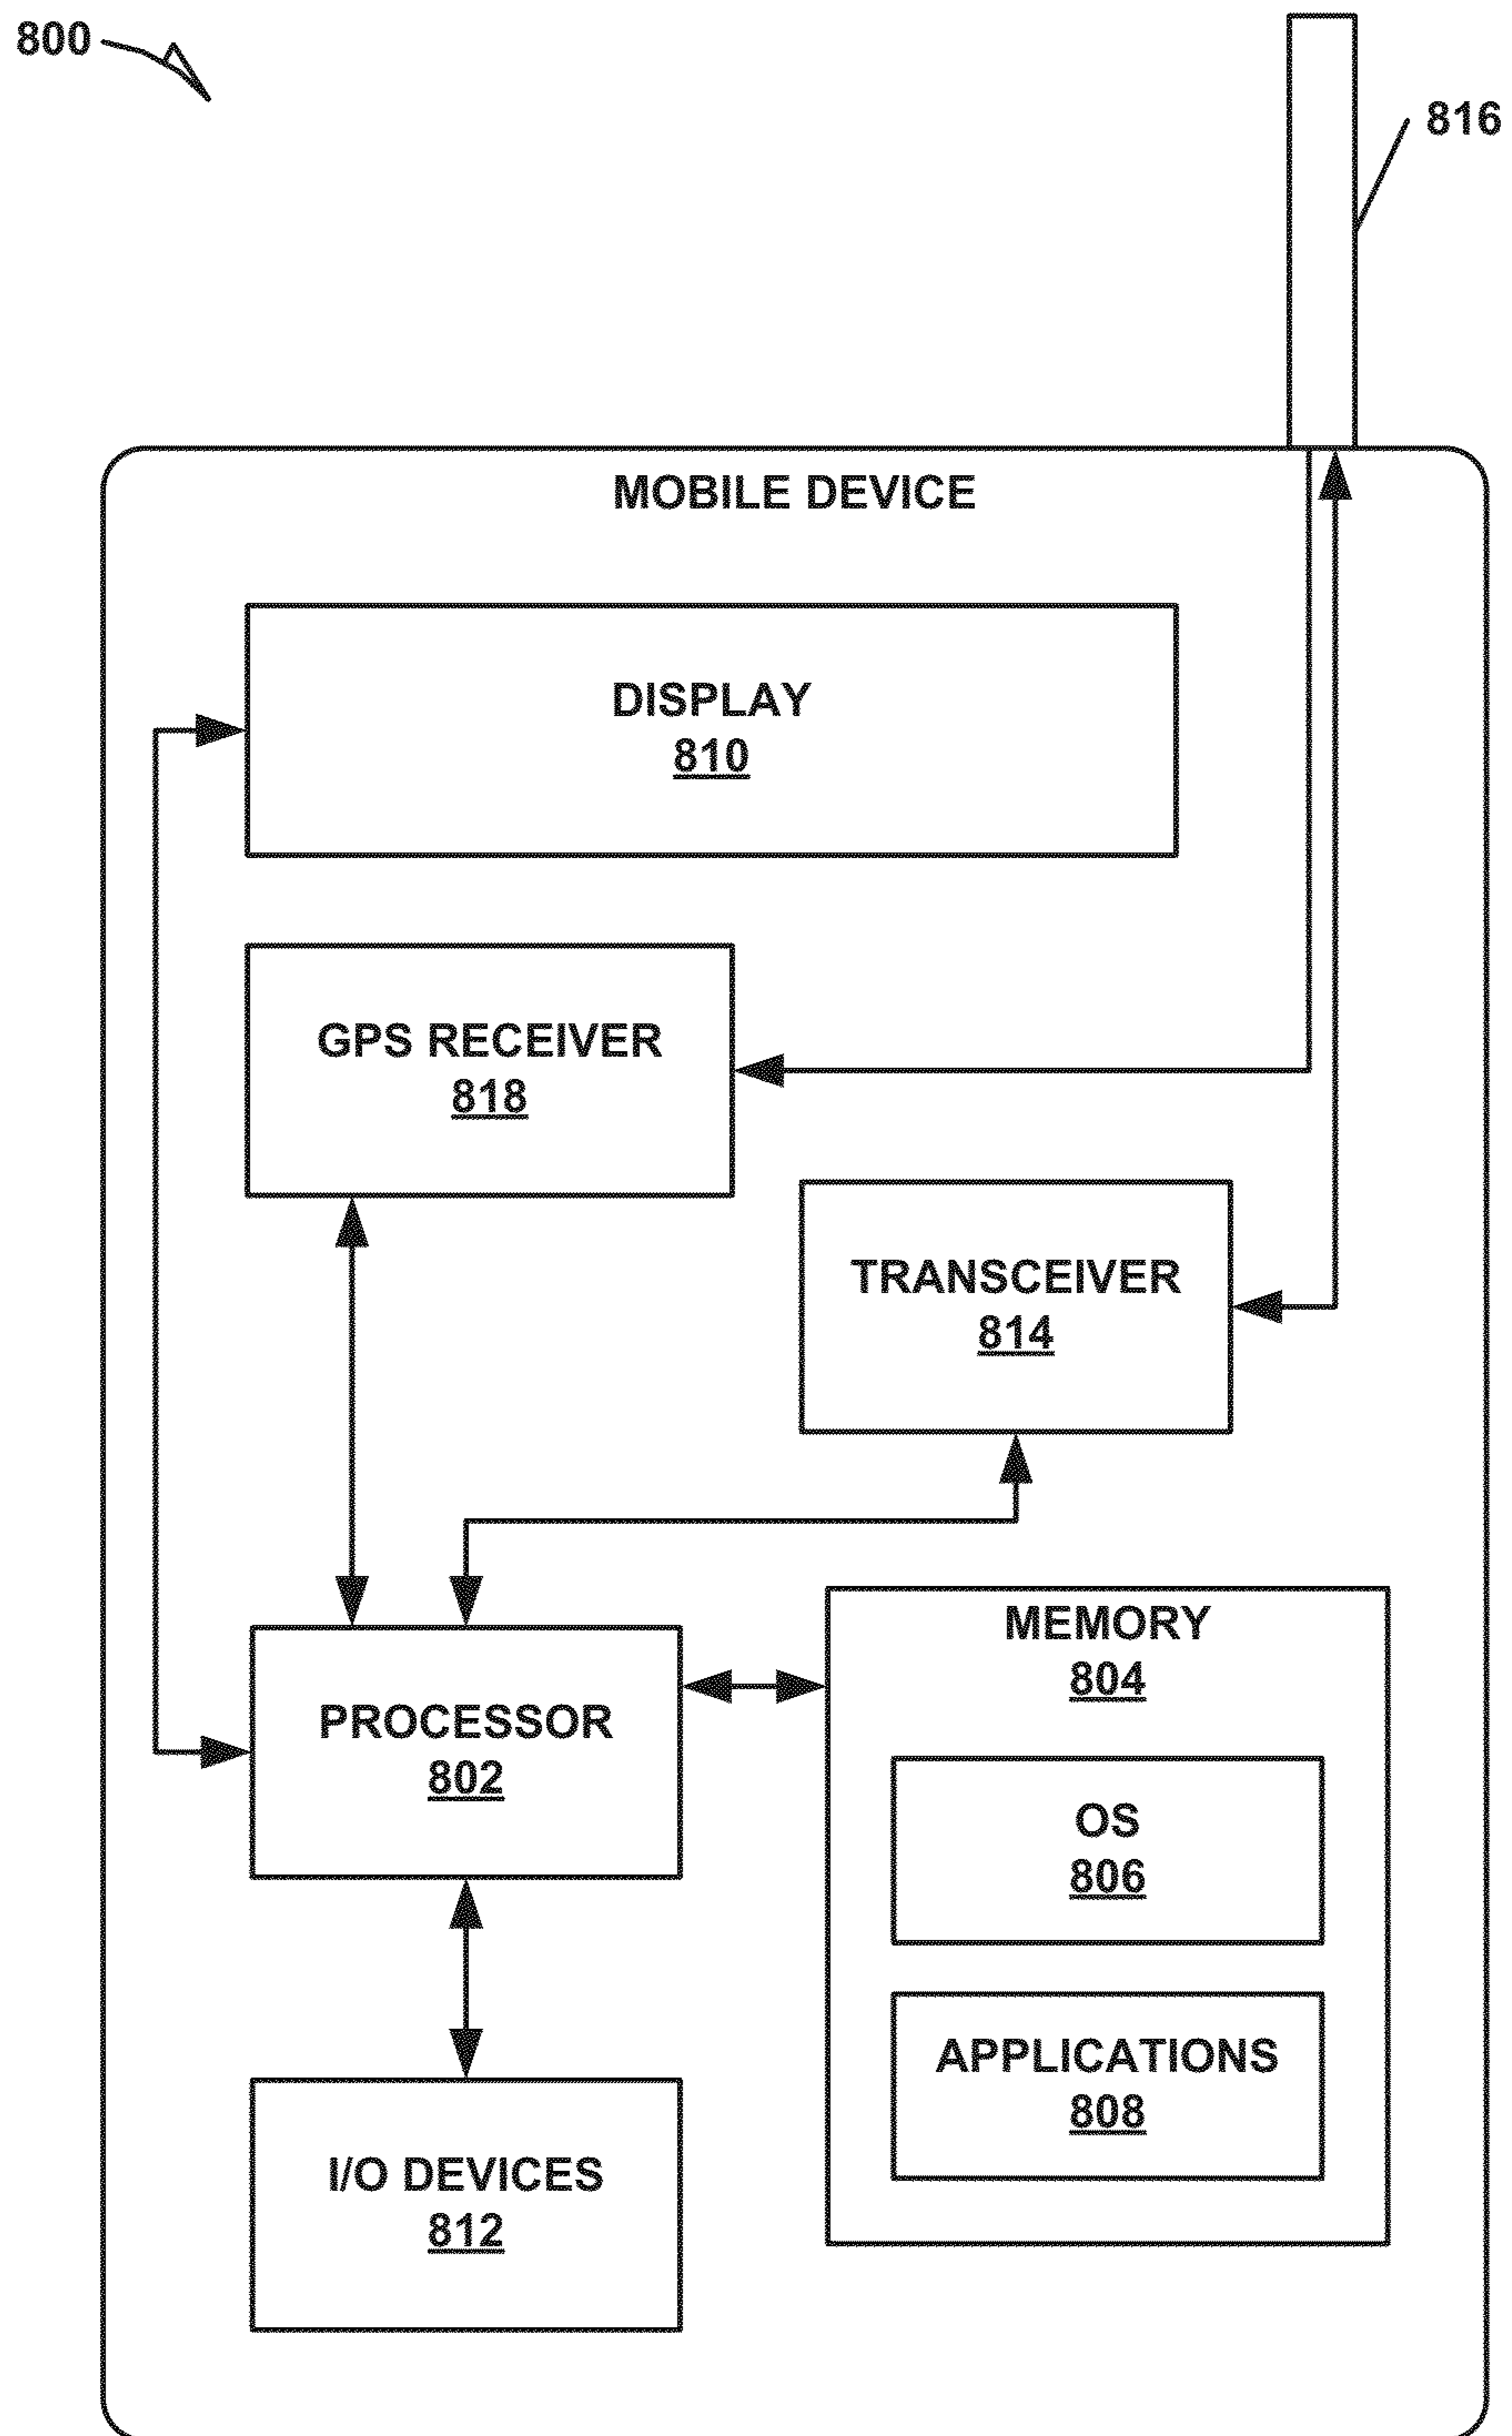 800
816
MOBILE DEVICE
DISPLAY
810
GPS RECEIVER
818
TRANSCEIVER
814
MEMORY
804
PROCESSOR
802
OS
806
APPLICATIONS
808
I/O DEVICES
812